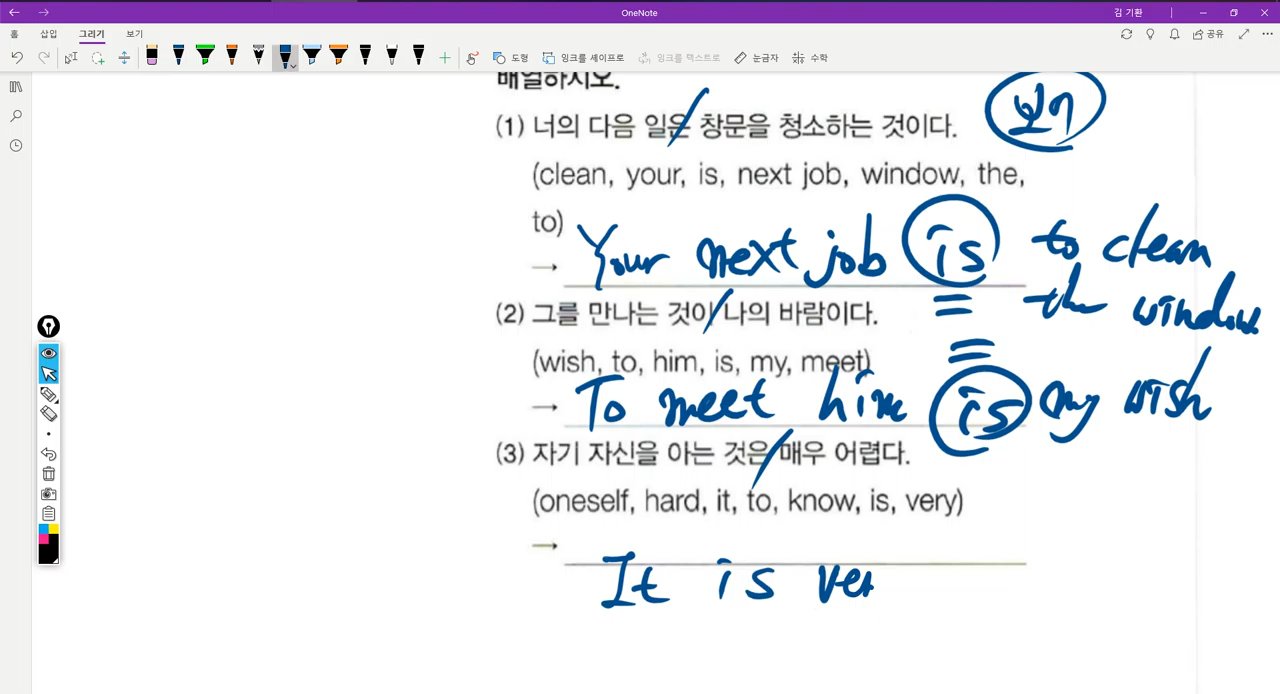 OneNote
김 기환
홈 삽입 그리기 보기
공유
도형 잉크를 셰이프로 잉크를 텍스트로 눈금자 수학
배열하시오.
(1) 너의 다음 일은 창문을 청소하는 것이다.
보어
(clean, your, is, next job, window, the,
to)
→ Your next job is to clean
the window
(2) 그를 만나는 것이 나의 바람이다.
=
(wish, to, him, is, my, meet)
=
→ To meet him is my wish
(3) 자기 자신을 아는 것은 매우 어렵다.
(oneself, hard, it, to, know, is, very)
→
It is ver